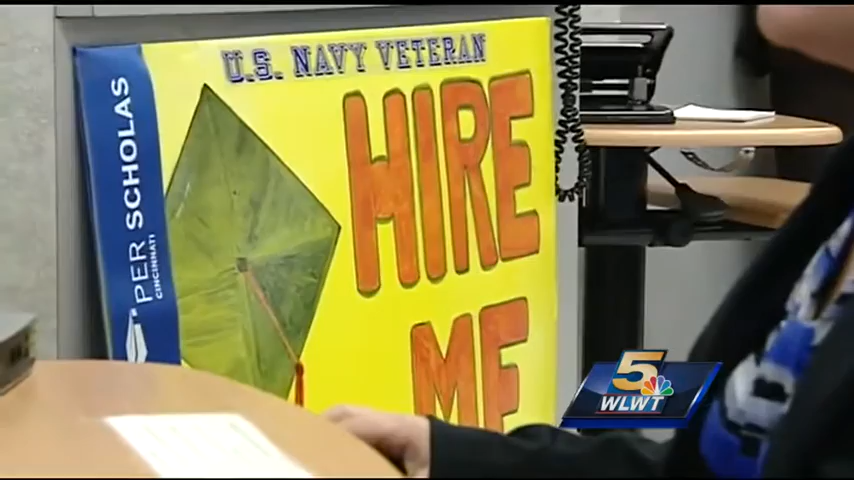 U.S. NAVY VETERAN
HIRE
ME
PER SCHOLAS
CINCINNATI
5
WLWT